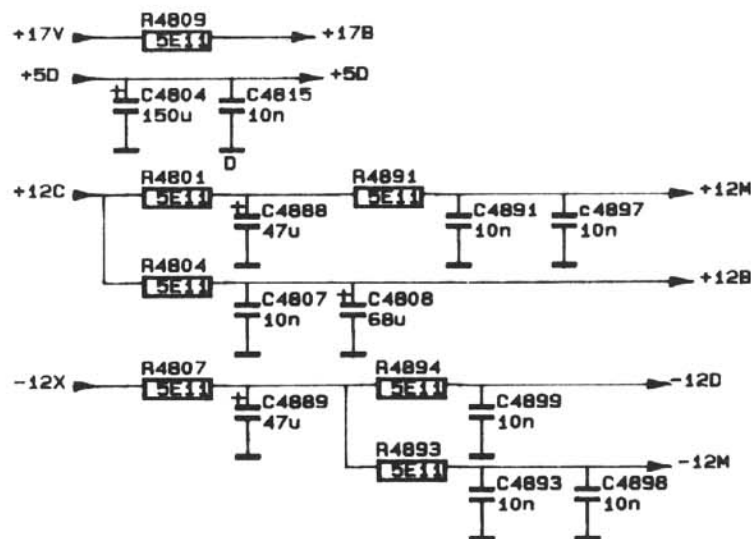 R4809
+17V 5E11 +17B
+5D +5D
+ C4804 C4815
150u 10n
D
R4801 R4891
+12C 5E11 5E11 +12M
+ C4888 C4891 c4897
47u 10n 10n
R4804
5E11 +12B
C4807 + C4808
10n 68u
R4807 R4894
-12X 5E11 5E11 -12D
+ C4889 C4899
47u 10n
R4893
5E11 -12M
C4893 C4898
10n 10n